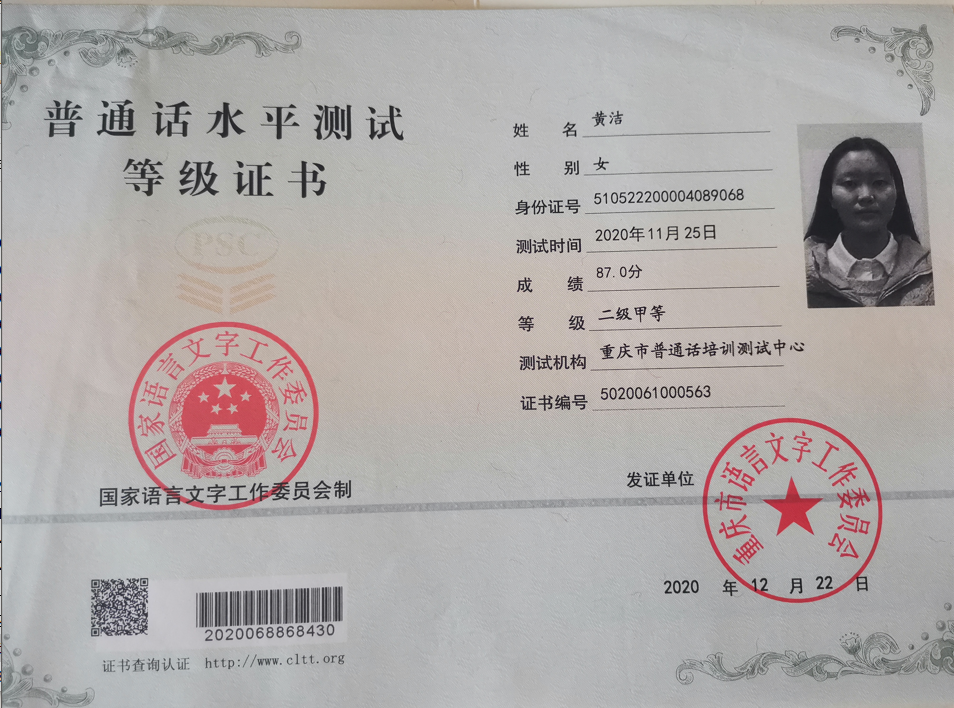 普通话水平测试
等级证书
PSC
国家语言文字工作委员会
国家语言文字工作委员会制
2020068868430
证书查询认证 http://www.cltt.org
姓 名 黄洁
性 别 女
身份证号 510522200004089068
测试时间 2020年11月25日
成 绩 87.0分
等 级 二级甲等
测试机构 重庆市普通话培训测试中心
证书编号 5020061000563
发证单位
重庆市语言文字工作委员会
2020 年 12 月 22 日